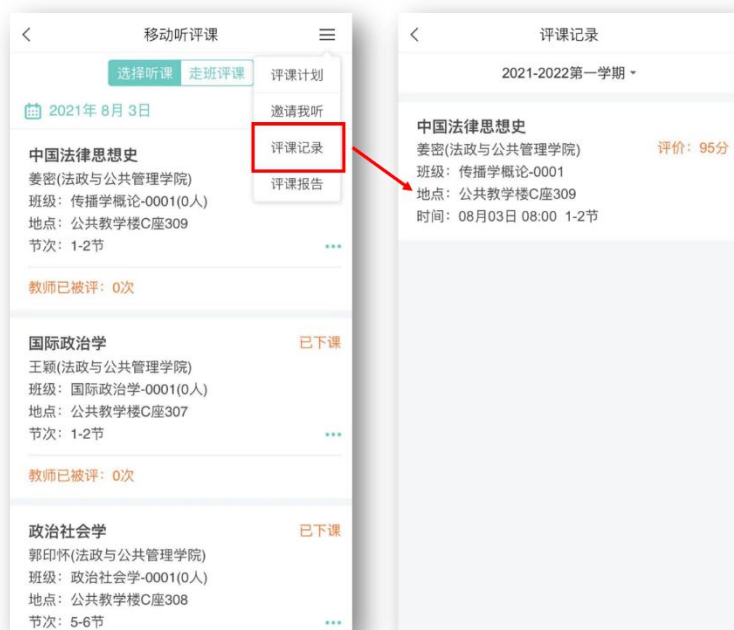 移动听评课
选择听课 走班评课
2021年 8月 3日
评课计划
邀请我听
评课记录
评课报告
中国法律思想史
姜密(法政与公共管理学院)
班级：传播学概论-0001(0人)
地点：公共教学楼C座309
节次：1-2节
教师已被评：0次
国际政治学 已下课
王颖(法政与公共管理学院)
班级：国际政治学-0001(0人)
地点：公共教学楼C座307
节次：1-2节
教师已被评：0次
政治社会学 已下课
郭印怀(法政与公共管理学院)
班级：政治社会学-0001(0人)
地点：公共教学楼C座308
节次：5-6节
评课记录
2021-2022第一学期
中国法律思想史
姜密(法政与公共管理学院) 评价：95分
班级：传播学概论-0001
地点：公共教学楼C座309
时间：08月03日 08:00 1-2节